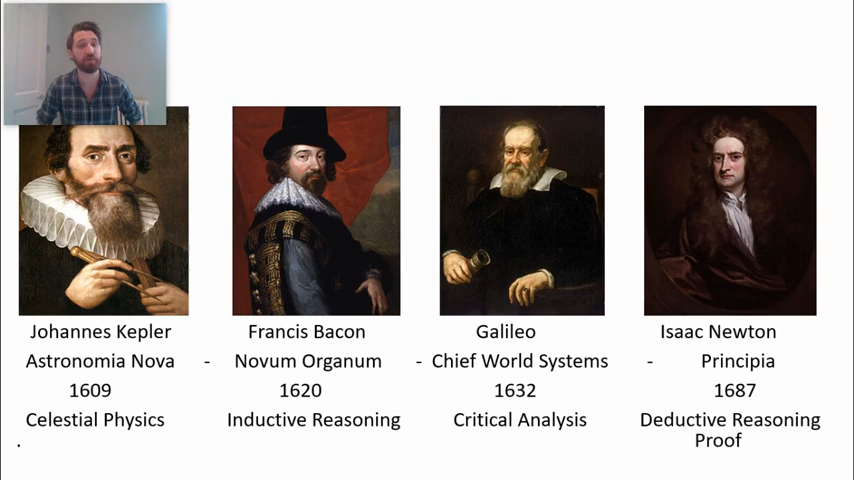 Johannes Kepler Francis Bacon Galileo Isaac Newton
Astronomia Nova - Novum Organum - Chief World Systems - Principia
1609 1620 1632 1687
Celestial Physics Inductive Reasoning Critical Analysis Deductive Reasoning
. Proof